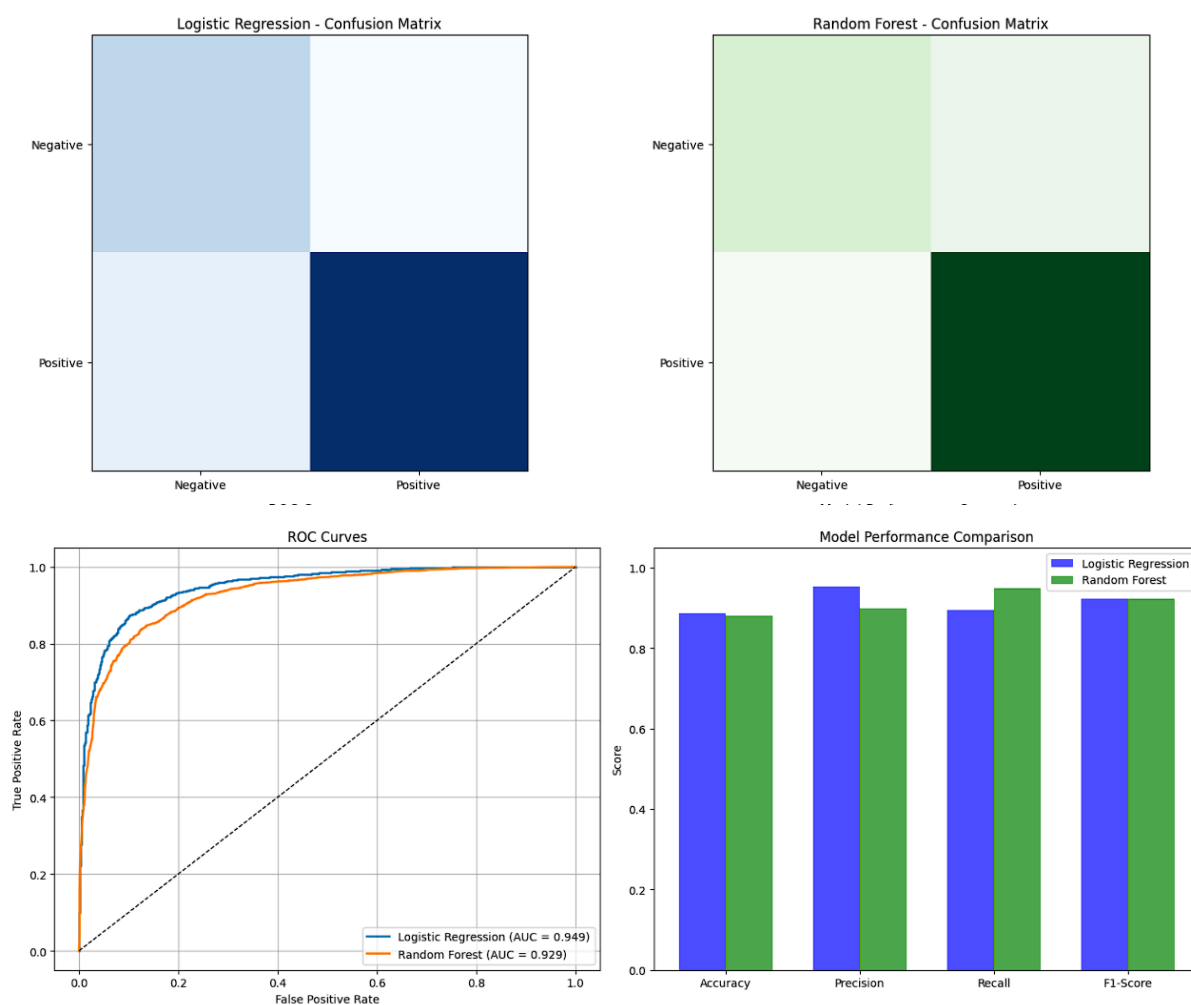 Logistic Regression - Confusion Matrix
Negative
Positive
Negative
Positive
Random Forest - Confusion Matrix
Negative
Positive
Negative
Positive
ROC Curves
True Positive Rate
1.0
0.8
0.6
0.4
0.2
0.0
0.0
0.2
0.4
0.6
0.8
1.0
False Positive Rate
Logistic Regression (AUC = 0.949)
Random Forest (AUC = 0.929)
Model Performance Comparison
Logistic Regression
Random Forest
Score
1.0
0.8
0.6
0.4
0.2
0.0
Accuracy
Precision
Recall
F1-Score